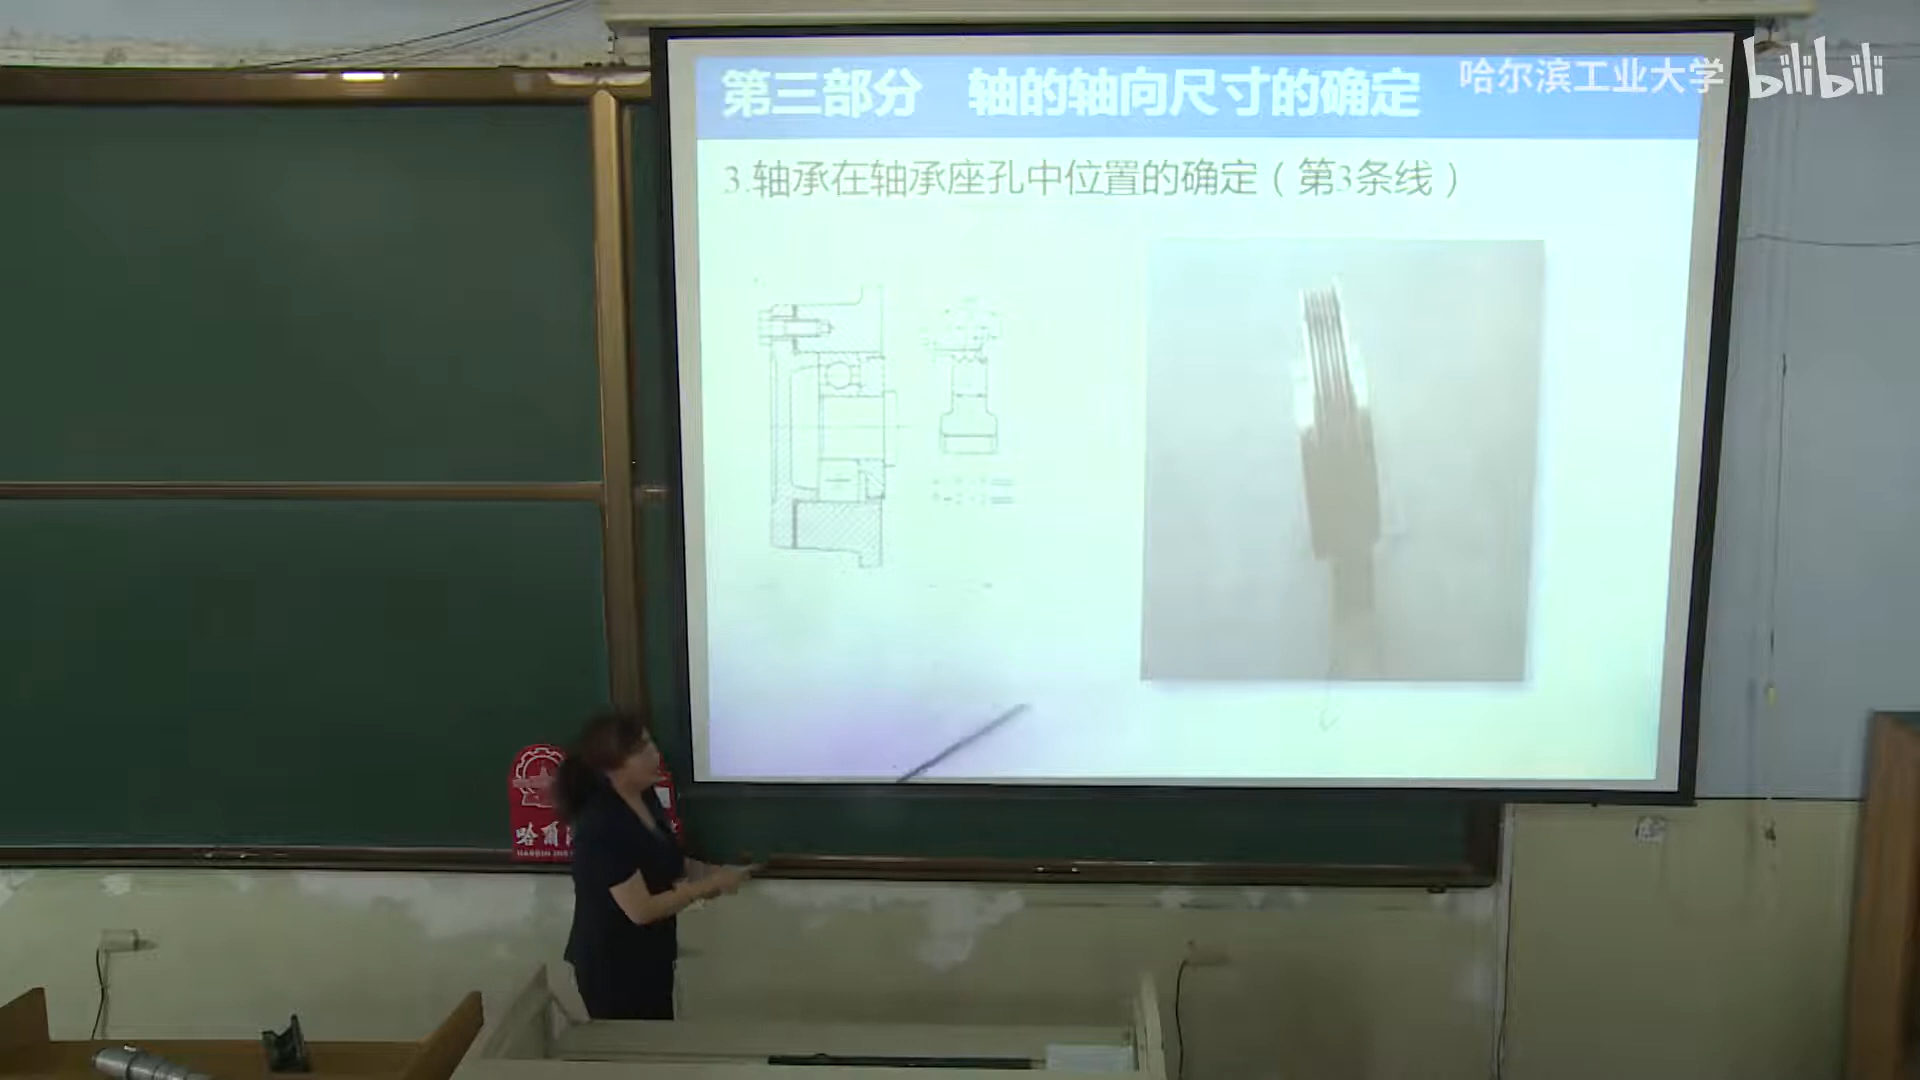 第三部分 轴的轴向尺寸的确定
哈尔滨工业大学 bilibili
3.轴承在轴承座孔中位置的确定（第3条线）
哈爾